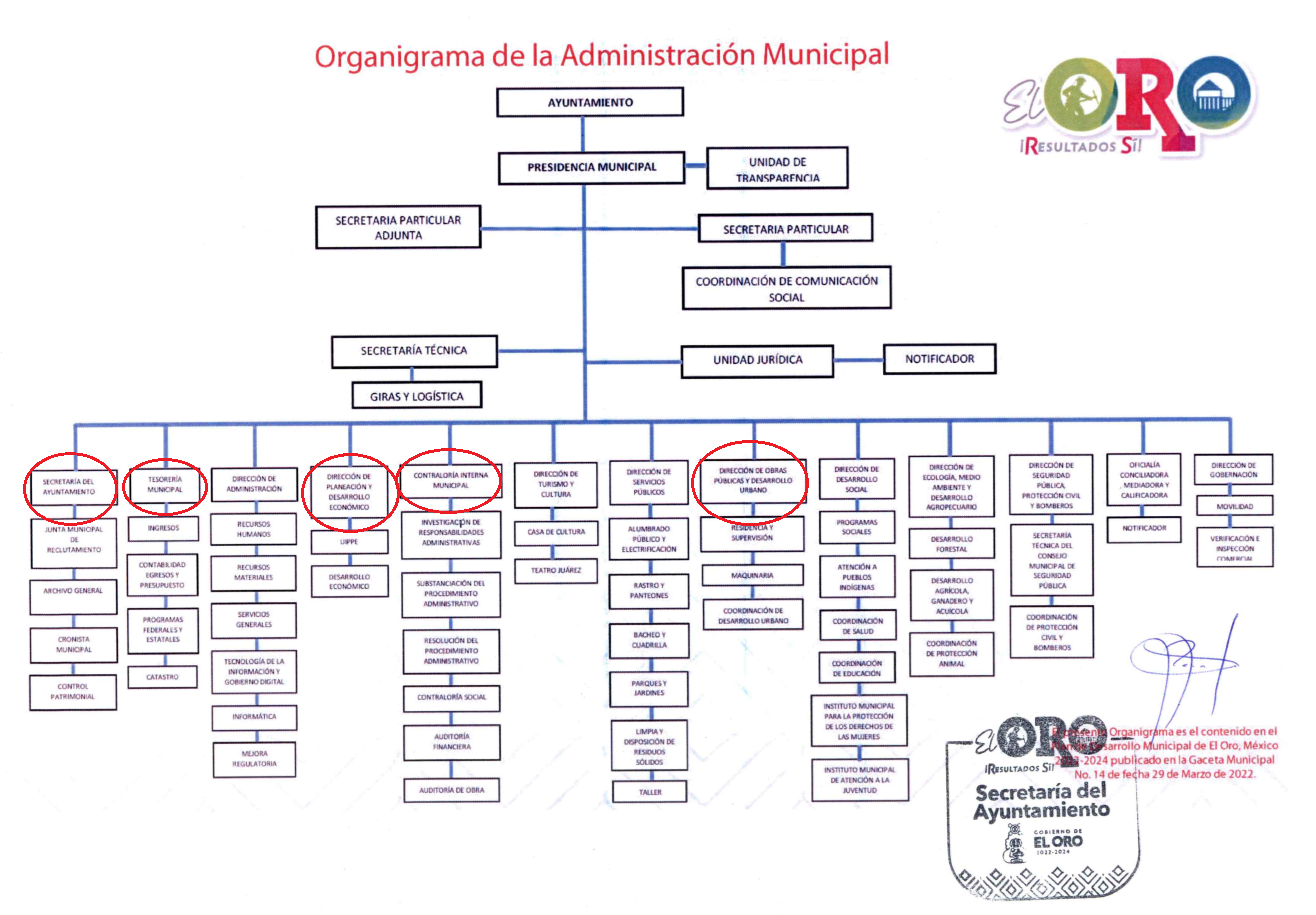 Organigrama de la Administración Municipal
El ORO
¡RESULTADOS Sí!
AYUNTAMIENTO
PRESIDENCIA MUNICIPAL
UNIDAD DE
TRANSPARENCIA
SECRETARIA PARTICULAR
ADJUNTA
SECRETARIA PARTICULAR
COORDINACIÓN DE COMUNICACIÓN
SOCIAL
SECRETARÍA TÉCNICA
GIRAS Y LOGÍSTICA
UNIDAD JURÍDICA
NOTIFICADOR
SECRETARÍA DEL
AYUNTAMIENTO
JUNTA MUNICIPAL
DE
RECLUTAMIENTO
ARCHIVO GENERAL
CRONISTA
MUNICIPAL
CONTROL
PATRIMONIAL
TESORERÍA
MUNICIPAL
INGRESOS
CONTABILIDAD
EGRESOS Y
PRESUPUESTO
PROGRAMAS
FEDERALES Y
ESTATALES
CATASTRO
DIRECCIÓN DE
ADMINISTRACIÓN
RECURSOS
HUMANOS
RECURSOS
MATERIALES
SERVICIOS
GENERALES
TECNOLOGÍA DE LA
INFORMACIÓN Y
GOBIERNO DIGITAL
INFORMÁTICA
MEJORA
REGULATORIA
DIRECCIÓN DE
PLANEACIÓN Y
DESARROLLO
ECONÓMICO
UIPPE
DESARROLLO
ECONÓMICO
CONTRALORÍA INTERNA
MUNICIPAL
INVESTIGACIÓN DE
RESPONSABILIDADES
ADMINISTRATIVAS
SUBSTANCIACIÓN DEL
PROCEDIMIENTO
ADMINISTRATIVO
RESOLUCIÓN DEL
PROCEDIMIENTO
ADMINISTRATIVO
CONTRALORÍA SOCIAL
AUDITORÍA
FINANCIERA
AUDITORÍA DE OBRA
DIRECCIÓN DE
TURISMO Y
CULTURA
CASA DE CULTURA
TEATRO JUÁREZ
DIRECCIÓN DE
SERVICIOS
PÚBLICOS
ALUMBRADO
PÚBLICO Y
ELECTRIFICACIÓN
RASTRO Y
PANTEONES
BACHEO Y
CUADRILLA
PARQUES Y
JARDINES
LIMPIA Y
DISPOSICIÓN DE
RESIDUOS
SÓLIDOS
TALLER
DIRECCIÓN DE OBRAS
PÚBLICAS Y DESARROLLO
URBANO
RESIDENCIA Y
SUPERVISIÓN
MAQUINARIA
COORDINACIÓN DE
DESARROLLO URBANO
DIRECCIÓN DE
DESARROLLO
SOCIAL
PROGRAMAS
SOCIALES
ATENCIÓN A
PUEBLOS
INDÍGENAS
COORDINACIÓN
DE SALUD
COORDINACIÓN
DE EDUCACIÓN
INSTITUTO MUNICIPAL
PARA LA PROTECCIÓN
DE LOS DERECHOS DE
LAS MUJERES
INSTITUTO MUNICIPAL
DE ATENCIÓN A LA
JUVENTUD
DIRECCIÓN DE
ECOLOGÍA, MEDIO
AMBIENTE Y
DESARROLLO
AGROPECUARIO
DESARROLLO
FORESTAL
DESARROLLO
AGRÍCOLA,
GANADERO Y
ACUÍCOLA
COORDINACIÓN
DE PROTECCIÓN
ANIMAL
DIRECCIÓN DE
SEGURIDAD
PÚBLICA,
PROTECCIÓN CIVIL
Y BOMBEROS
SECRETARÍA
TÉCNICA DEL
CONSEJO
MUNICIPAL DE
SEGURIDAD
PÚBLICA
COORDINACIÓN
DE PROTECCIÓN
CIVIL Y
BOMBEROS
OFICIALÍA
CONCILIADORA
, MEDIADORA Y
CALIFICADORA
NOTIFICADOR
DIRECCIÓN DE
GOBERNACIÓN
MOVILIDAD
VERIFICACIÓN E
INSPECCIÓN
COMERCIAL
Organigrama es el contenido en el
Desarrollo Municipal de El Oro, México
2022-2024 publicado en la Gaceta Municipal
No. 14 de fecha 29 de Marzo de 2022.
El ORO
¡RESULTADOS Sí!
Secretaría del
Ayuntamiento
GOBIERNO DE
EL ORO
2022-2024